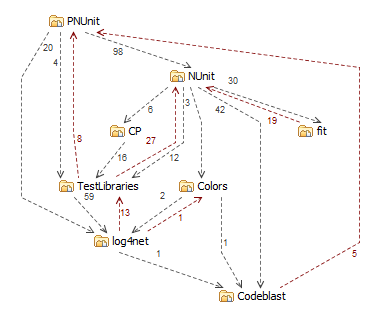 PNUnit
20
4
98
NUnit
30
6
3
42
19
CP
fit
8
16
27
12
TestLibraries
Colors
59
13
2
1
log4net
1
1
5
Codeblast